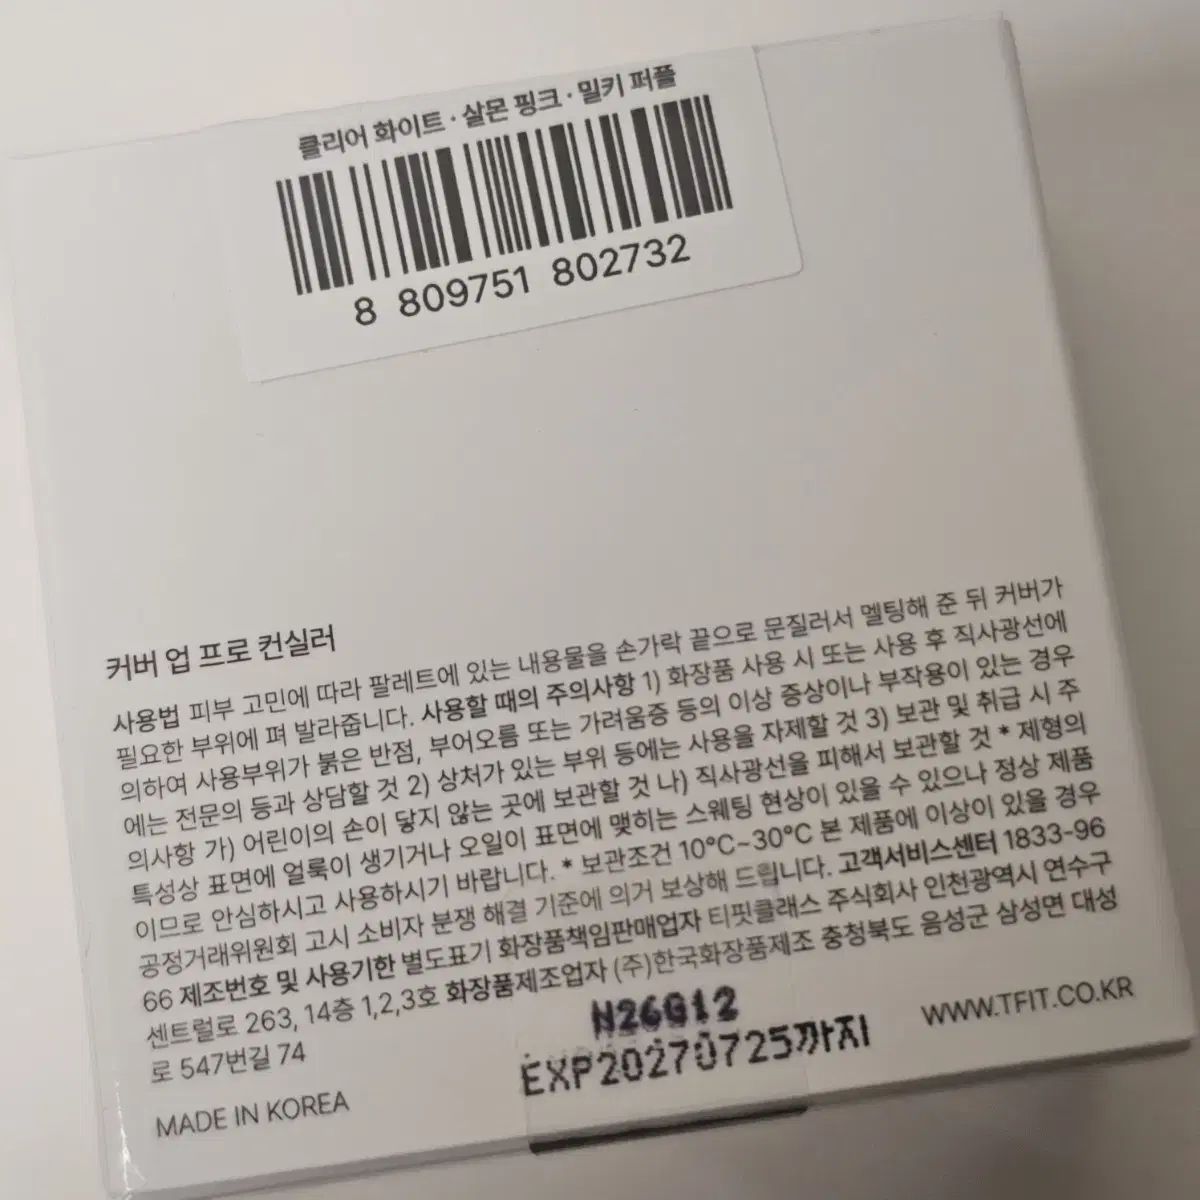 클리어 화이트 · 살몬 핑크 · 밀키 퍼플
8 809751 802732
커버 업 프로 컨실러
사용법 피부 고민에 따라 팔레트에 있는 내용물을 손가락 끝으로 문질러서 멜팅해 준 뒤 커버가
필요한 부위에 펴 발라줍니다. 사용할 때의 주의사항 1) 화장품 사용 시 또는 사용 후 직사광선에
의하여 사용부위가 붉은 반점, 부어오름 또는 가려움증 등의 이상 증상이나 부작용이 있는 경우
에는 전문의 등과 상담할 것 2) 상처가 있는 부위 등에는 사용을 자제할 것 3) 보관 및 취급 시 주
의사항 가) 어린이의 손이 닿지 않는 곳에 보관할 것 나) 직사광선을 피해서 보관할 것 * 제형의
특성상 표면에 얼룩이 생기거나 오일이 표면에 맺히는 스웨팅 현상이 있을 수 있으나 정상 제품
이므로 안심하시고 사용하시기 바랍니다. * 보관조건 10°C~30°C 본 제품에 이상이 있을 경우
공정거래위원회 고시 소비자 분쟁 해결 기준에 의거 보상해 드립니다. 고객서비스센터 1833-96
66 제조번호 및 사용기한 별도표기 화장품책임판매업자 티핏클래스 주식회사 인천광역시 연수구
센트럴로 263, 14층 1,2,3호 화장품제조업자 (주)한국화장품제조 충청북도 음성군 삼성면 대성
로 547번길 74
N26G12
WWW.TFIT.CO.KR
EXP20270725까지
MADE IN KOREA